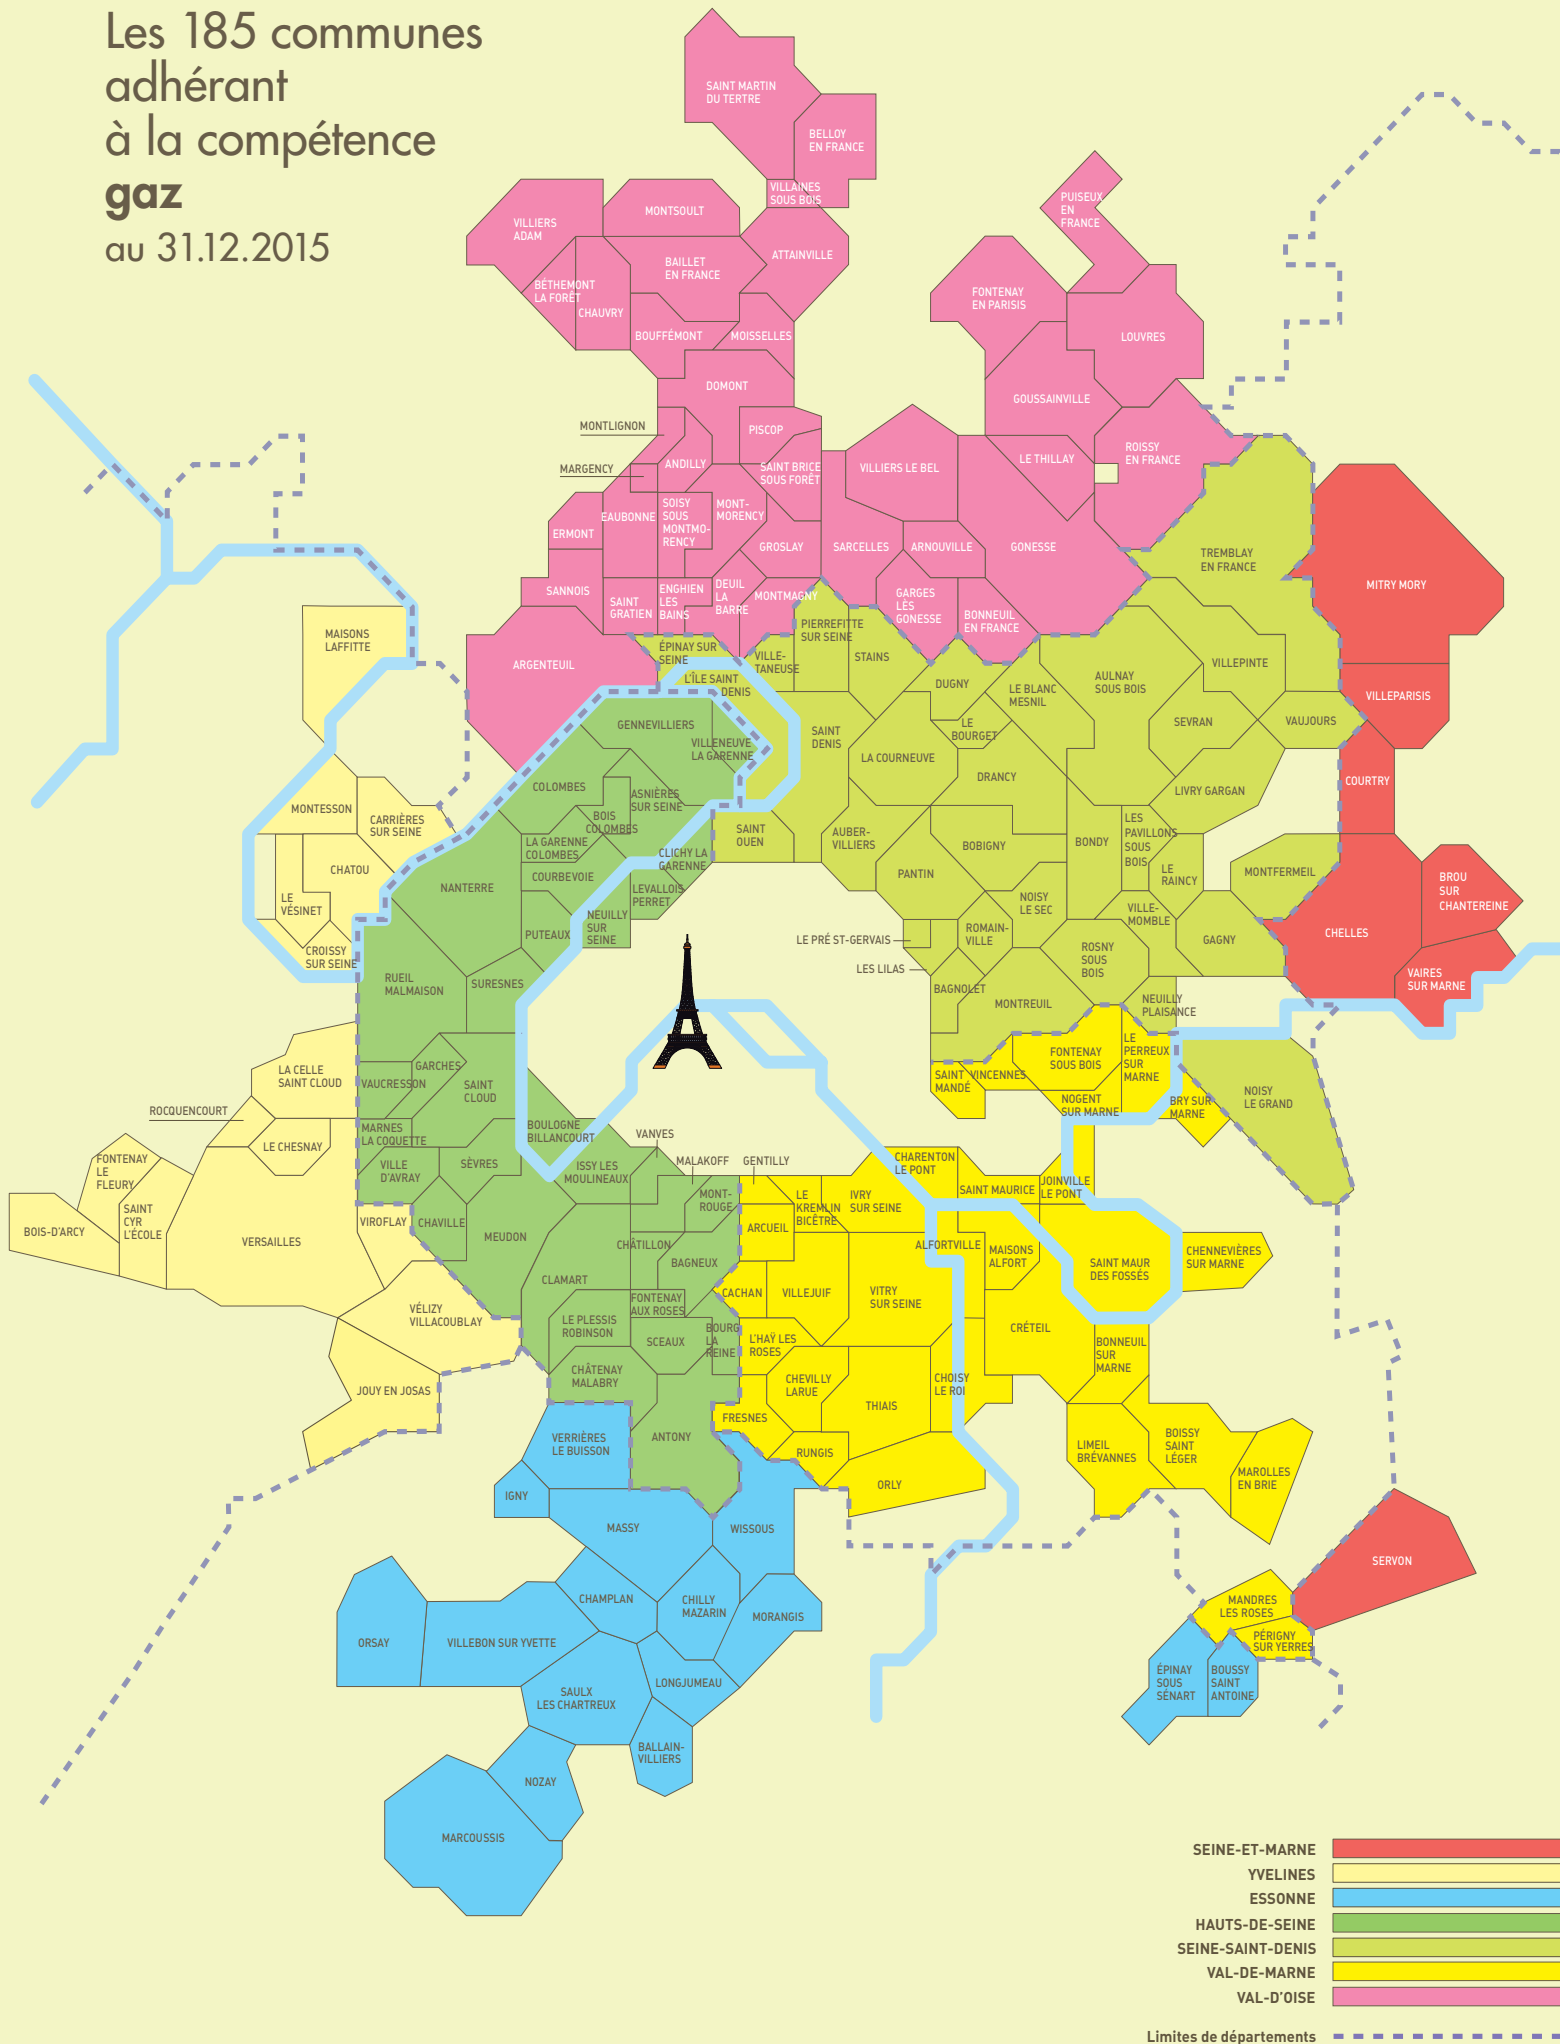 Les 185 communes
adhérant
à la compétence
gaz
au 31.12.2015
SAINT MARTIN
DU TERTRE
BELLOY
EN FRANCE
VILLAINES
SOUS BOIS
VILLIERS
ADAM
MONTSOULT
ATTAINVILLE
BAILLET
EN FRANCE
BÉTHEMONT
LA FORÊT
CHAUVRY
BOUFFÉMONT
MOISSELLES
DOMONT
PUISEUX
EN
FRANCE
FONTENAY
EN PARISIS
LOUVRES
GOUSSAINVILLE
MONTLIGNON
MARGENCY
ANDILLY
PISCOP
SAINT BRICE
SOUS FORÊT
VILLIERS LE BEL
LE THILLAY
ROISSY
EN FRANCE
ERMONT
EAUBONNE
SOISY
SOUS
MONTMO-
RENCY
MONT-
MORENCY
GROSLAY
SARCELLES
ARNOUVILLE
GONESSE
SANNOIS
SAINT
GRATIEN
ENGHIEN
LES
BAINS
DEUIL
LA
BARRE
MONTMAGNY
GARGES
LÈS
GONESSE
BONNEUIL
EN FRANCE
ARGENTEUIL
TREMBLAY
EN FRANCE
MITRY MORY
VILLEPARISIS
COURTRY
CHELLES
BROU
SUR
CHANTEREINE
VAIRES
SUR MARNE
ÉPINAY SUR
SEINE
L'ÎLE SAINT
DENIS
VILLE-
TANEUSE
PIERREFITTE
SUR SEINE
STAINS
DUGNY
LE BLANC
MESNIL
AULNAY
SOUS BOIS
VILLEPINTE
SEVRAN
VAUJOURS
SAINT
DENIS
LA COURNEUVE
LE
BOURGET
DRANCY
LIVRY GARGAN
SAINT
OUEN
AUBER-
VILLIERS
BOBIGNY
BONDY
LES
PAVILLONS
SOUS
BOIS
LE
RAINCY
MONTFERMEIL
PANTIN
NOISY
LE SEC
VILLE-
MOMBLE
GAGNY
ROMAIN-
VILLE
ROSNY
SOUS
BOIS
LE PRÉ ST-GERVAIS
LES LILAS
BAGNOLET
MONTREUIL
NEUILLY
PLAISANCE
NOISY
LE GRAND
MAISONS
LAFFITTE
MONTESSON
CARRIÈRES
SUR SEINE
CHATOU
LE
VÉSINET
CROISSY
SUR SEINE
GENNEVILLIERS
VILLENEUVE
LA GARENNE
COLOMBES
ASNIÈRES
SUR SEINE
BOIS
COLOMBES
LA GARENNE
COLOMBES
CLICHY LA
GARENNE
COURBEVOIE
LEVALLOIS
PERRET
NANTERRE
NEUILLY
SUR
SEINE
PUTEAUX
RUEIL
MALMAISON
SURESNES
GARCHES
VAUCRESSON
SAINT
CLOUD
MARNES
LA COQUETTE
BOULOGNE
BILLANCOURT
VILLE
D'AVRAY
SÈVRES
ISSY LES
MOULINEAUX
VANVES
MALAKOFF
GENTILLY
MONT-
ROUGE
CHAVILLE
MEUDON
CHÂTILLON
BAGNEUX
CLAMART
FONTENAY
AUX ROSES
LE PLESSIS
ROBINSON
SCEAUX
BOURG
LA
REINE
CHÂTENAY
MALABRY
ANTONY
LA CELLE
SAINT CLOUD
ROCQUENCOURT
LE CHESNAY
FONTENAY
LE
FLEURY
SAINT
CYR
L'ÉCOLE
BOIS-D'ARCY
VERSAILLES
VIROFLAY
VÉLIZY
VILLACOUBLAY
JOUY EN JOSAS
SAINT
MANDÉ
VINCENNES
FONTENAY
SOUS BOIS
LE
PERREUX
SUR
MARNE
NOGENT
SUR MARNE
BRY SUR
MARNE
CHARENTON
LE PONT
SAINT MAURICE
JOINVILLE
LE PONT
LE
KREMLIN
BICÊTRE
IVRY
SUR SEINE
ARCUEIL
ALFORTVILLE
MAISONS
ALFORT
SAINT MAUR
DES FOSSÉS
CHENNEVIÈRES
SUR MARNE
CACHAN
VILLEJUIF
VITRY
SUR SEINE
CRÉTEIL
BONNEUIL
SUR
MARNE
L'HAŸ LES
ROSES
CHEVILLY
LARUE
CHOISY
LE ROI
THIAIS
FRESNES
RUNGIS
ORLY
LIMEIL
BRÉVANNES
BOISSY
SAINT
LÉGER
MAROLLES
EN BRIE
SERVON
MANDRES
LES ROSES
PÉRIGNY
SUR YERRES
ÉPINAY
SOUS
SÉNART
BOUSSY
SAINT
ANTOINE
VERRIÈRES
LE BUISSON
IGNY
MASSY
WISSOUS
CHAMPLAN
CHILLY
MAZARIN
MORANGIS
ORSAY
VILLEBON SUR YVETTE
LONGJUMEAU
SAULX
LES CHARTREUX
BALLAIN-
VILLIERS
NOZAY
MARCOUSSIS
SEINE-ET-MARNE
YVELINES
ESSONNE
HAUTS-DE-SEINE
SEINE-SAINT-DENIS
VAL-DE-MARNE
VAL-D'OISE
Limites de départements